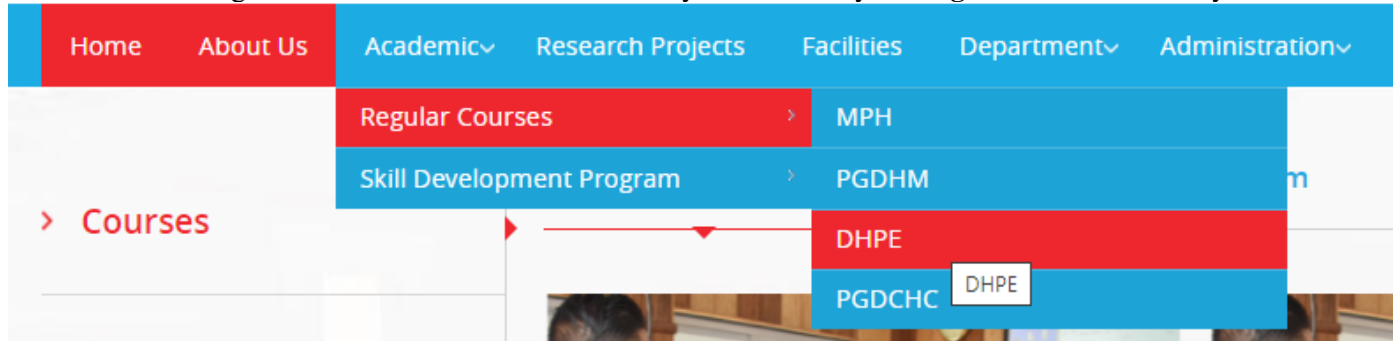 Home About Us Academic Research Projects Facilities Department Administration
Regular Courses MPH
Skill Development Program PGDHM
Courses
DHPE
PGDCHC DHPE